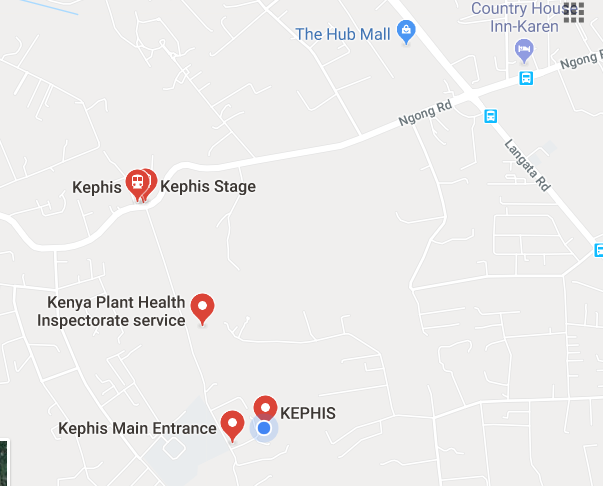 Country House
Inn-Karen
The Hub Mall
Ngong R
Ngong Rd
Langata Rd
Kephis
Kephis Stage
Kenya Plant Health
Inspectorate service
KEPHIS
Kephis Main Entrance